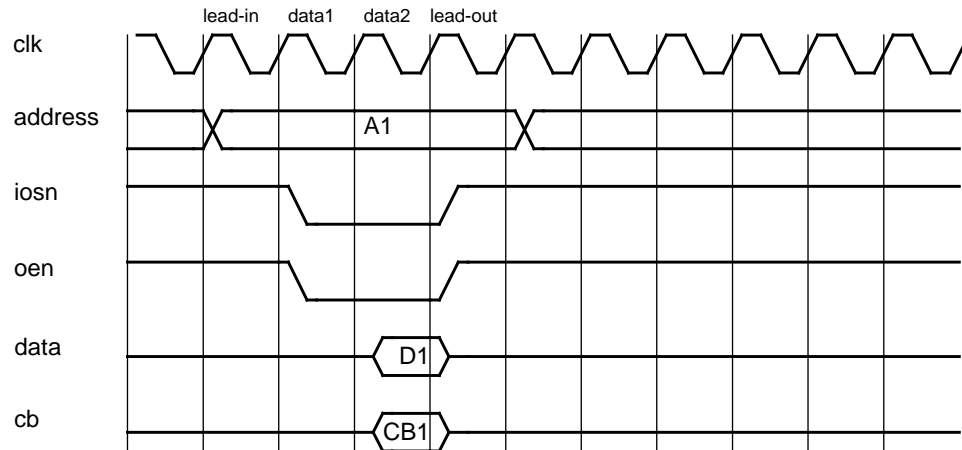 lead-in data1 data2 lead-out
clk
address A1
iosn
oen
data D1
cb CB1